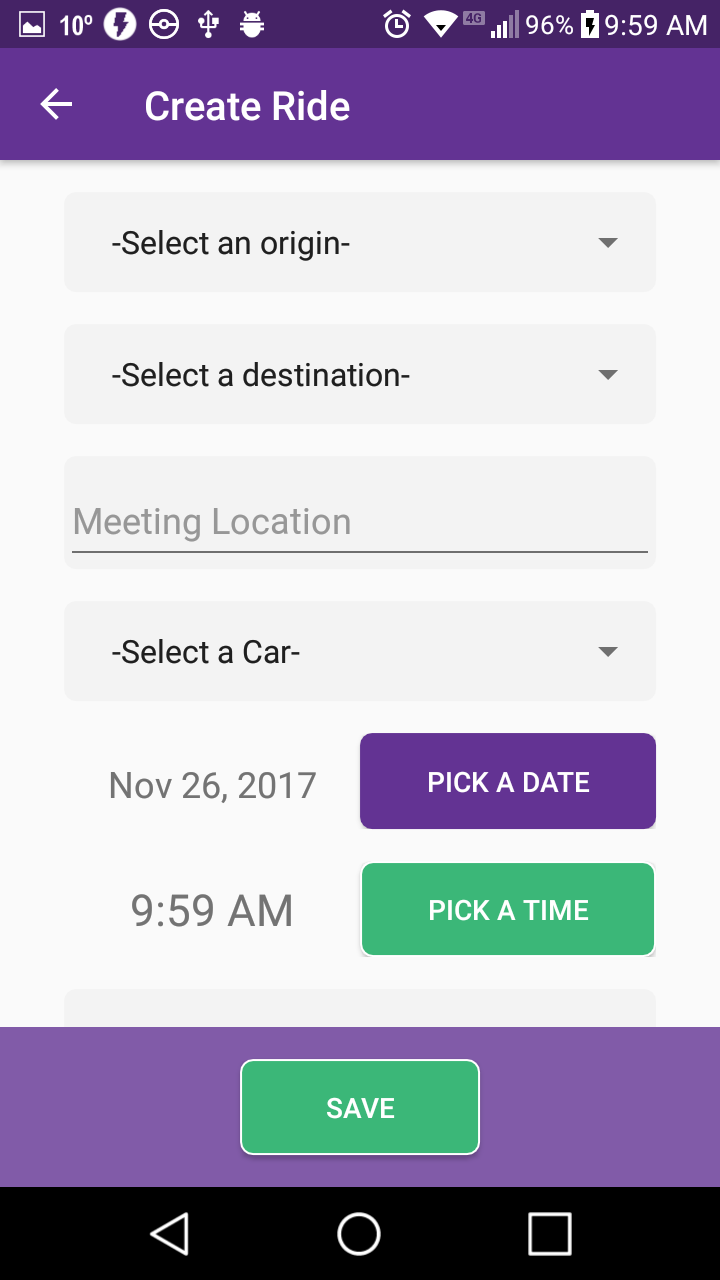 10º 4G 96% 9:59 AM
Create Ride
-Select an origin-
-Select a destination-
Meeting Location
-Select a Car-
Nov 26, 2017 PICK A DATE
9:59 AM PICK A TIME
SAVE